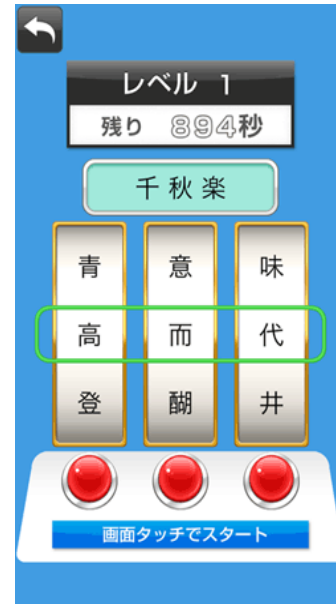 レベル 1
残り 894秒
千秋楽
青 意 味
高 而 代
登 醐 井
画面タッチでスタート